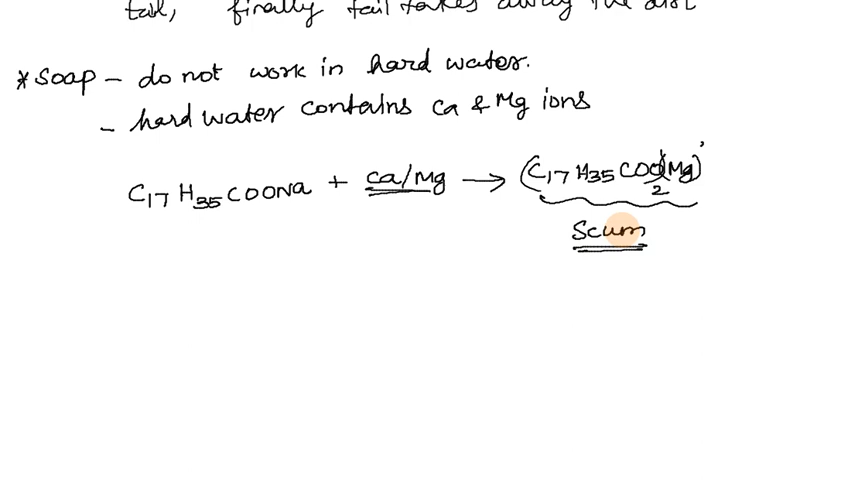 tail, finally tail takes away the dirt
* Soap – do not work in hard water.
– hard water contains Ca & Mg ions
C17 H35 COONa + Ca/Mg → (C17 H35 COO)2 Mg
Scum